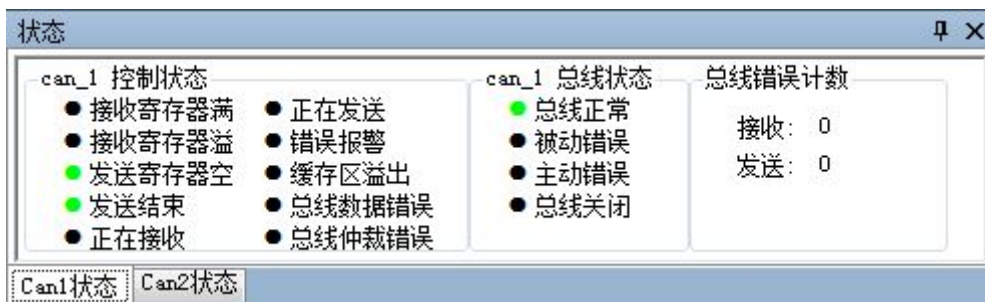 状态
can_1 控制状态
接收寄存器满
正在发送
接收寄存器溢
错误报警
发送寄存器空
缓存区溢出
发送结束
总线数据错误
正在接收
总线仲裁错误
can_1 总线状态
总线正常
被动错误
主动错误
总线关闭
总线错误计数
接收: 0
发送: 0
Can1状态 Can2状态